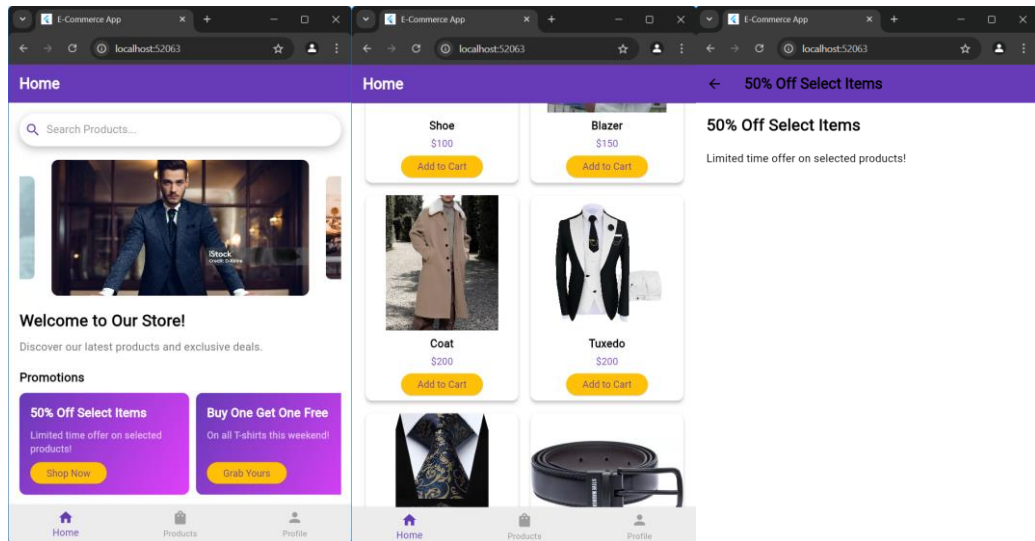 E-Commerce App
localhost:52063
Home
Search Products...
iStock
Credit: D-Keine
Welcome to Our Store!
Discover our latest products and exclusive deals.
Promotions
50% Off Select Items
Limited time offer on selected
products!
Shop Now
Buy One Get One Free
On all T-shirts this weekend!
Grab Yours
Home
Products
Profile
E-Commerce App
localhost:52063
Home
Shoe
$100
Add to Cart
Blazer
$150
Add to Cart
Coat
$200
Add to Cart
Tuxedo
$200
Add to Cart
Home
Products
Profile
E-Commerce App
localhost:52063
50% Off Select Items
50% Off Select Items
Limited time offer on selected products!